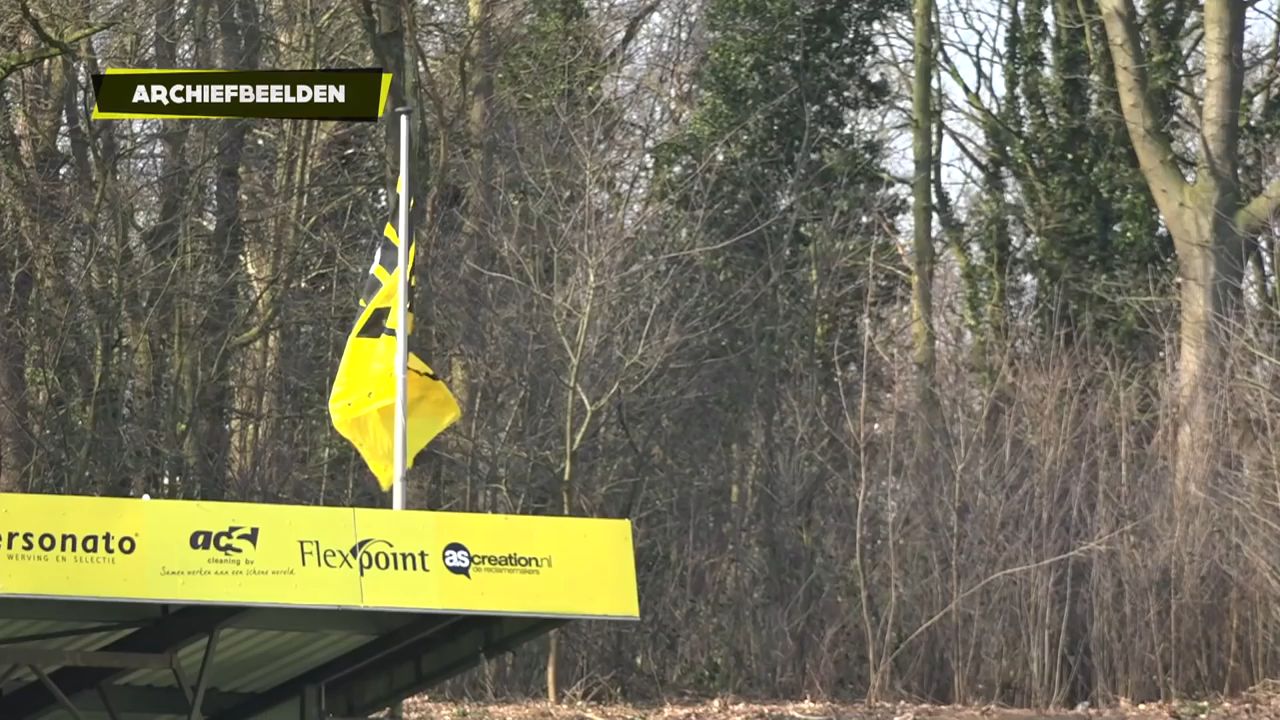 ARCHIEFBEELDEN
ersonato
WERVING EN SELECTIE
acs
cleaning bv
Samen werken aan een schone wereld.
Flexpoint
ascreation.nl
de reclamemakers